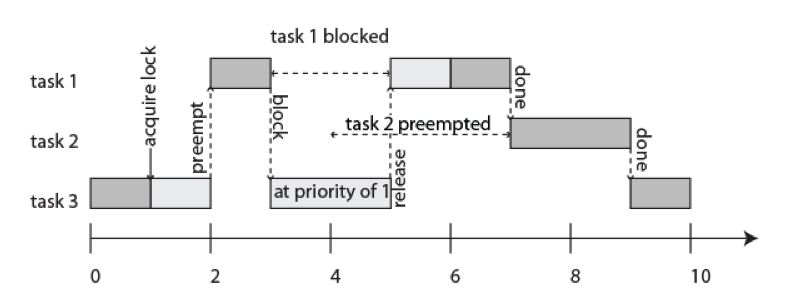 task 1 blocked
task 1
acquire lock
preempt
block
done
task 2 preempted
task 2
done
task 3
at priority of 1
release
0 2 4 6 8 10